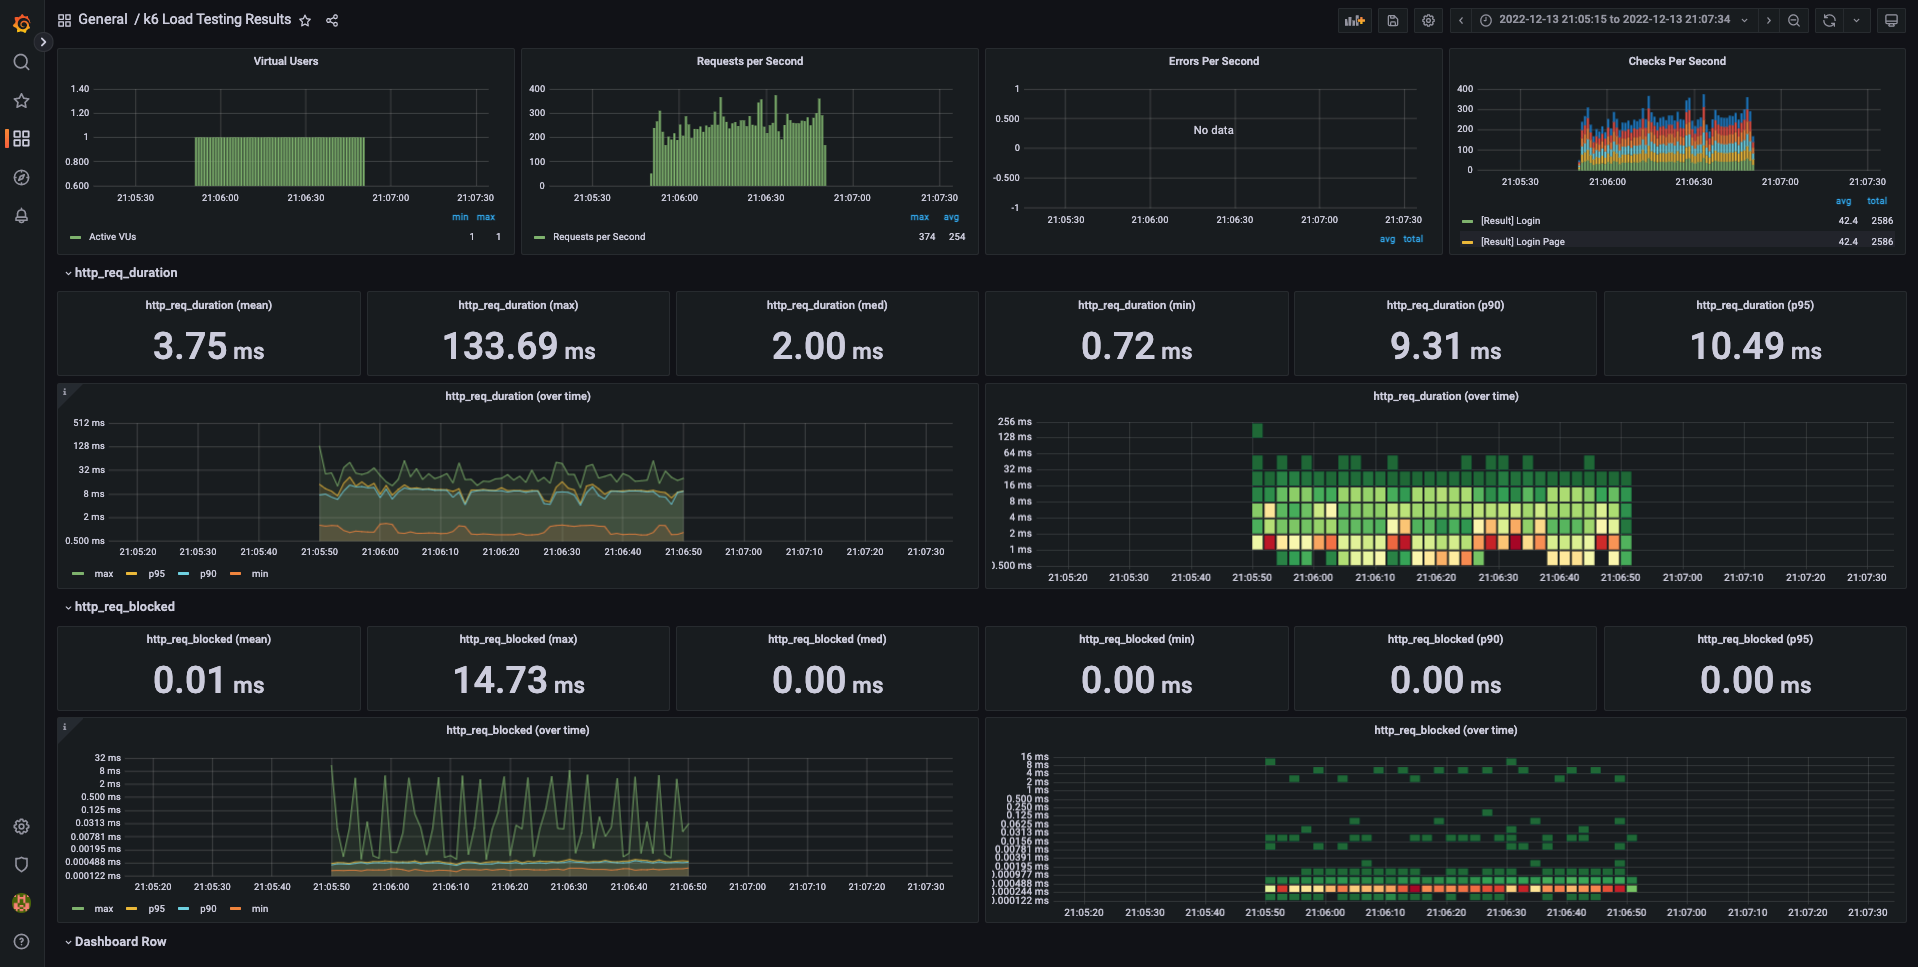 General / k6 Load Testing Results
2022-12-13 21:05:15 to 2022-12-13 21:07:34
Virtual Users
1.40
1.20
1
0.800
0.600
21:05:30 21:06:00 21:06:30 21:07:00 21:07:30
min max
Active VUs 1 1
Requests per Second
400
300
200
100
0
21:05:30 21:06:00 21:06:30 21:07:00 21:07:30
max avg
Requests per Second 374 254
Errors Per Second
1
0.500
0
-0.500
-1
No data
21:05:30 21:06:00 21:06:30 21:07:00 21:07:30
avg total
Checks Per Second
400
300
200
100
0
21:05:30 21:06:00 21:06:30 21:07:00 21:07:30
avg total
[Result] Login 42.4 2586
[Result] Login Page 42.4 2586
http_req_duration
http_req_duration (mean)
3.75 ms
http_req_duration (max)
133.69 ms
http_req_duration (med)
2.00 ms
http_req_duration (min)
0.72 ms
http_req_duration (p90)
9.31 ms
http_req_duration (p95)
10.49 ms
http_req_duration (over time)
512 ms
128 ms
32 ms
8 ms
2 ms
0.500 ms
21:05:20 21:05:30 21:05:40 21:05:50 21:06:00 21:06:10 21:06:20 21:06:30 21:06:40 21:06:50 21:07:00 21:07:10 21:07:20 21:07:30
max p95 p90 min
http_req_duration (over time)
256 ms
128 ms
64 ms
32 ms
16 ms
8 ms
4 ms
2 ms
1 ms
0.500 ms
21:05:20 21:05:30 21:05:40 21:05:50 21:06:00 21:06:10 21:06:20 21:06:30 21:06:40 21:06:50 21:07:00 21:07:10 21:07:20 21:07:30
http_req_blocked
http_req_blocked (mean)
0.01 ms
http_req_blocked (max)
14.73 ms
http_req_blocked (med)
0.00 ms
http_req_blocked (min)
0.00 ms
http_req_blocked (p90)
0.00 ms
http_req_blocked (p95)
0.00 ms
http_req_blocked (over time)
32 ms
8 ms
2 ms
0.500 ms
0.125 ms
0.0313 ms
0.00781 ms
0.00195 ms
0.000488 ms
0.000122 ms
21:05:20 21:05:30 21:05:40 21:05:50 21:06:00 21:06:10 21:06:20 21:06:30 21:06:40 21:06:50 21:07:00 21:07:10 21:07:20 21:07:30
max p95 p90 min
http_req_blocked (over time)
16 ms
8 ms
4 ms
2 ms
1 ms
0.500 ms
0.250 ms
0.125 ms
0.0625 ms
0.0313 ms
0.0156 ms
0.00781 ms
0.00391 ms
0.00195 ms
0.000977 ms
0.000488 ms
0.000244 ms
0.000122 ms
21:05:20 21:05:30 21:05:40 21:05:50 21:06:00 21:06:10 21:06:20 21:06:30 21:06:40 21:06:50 21:07:00 21:07:10 21:07:20 21:07:30
Dashboard Row